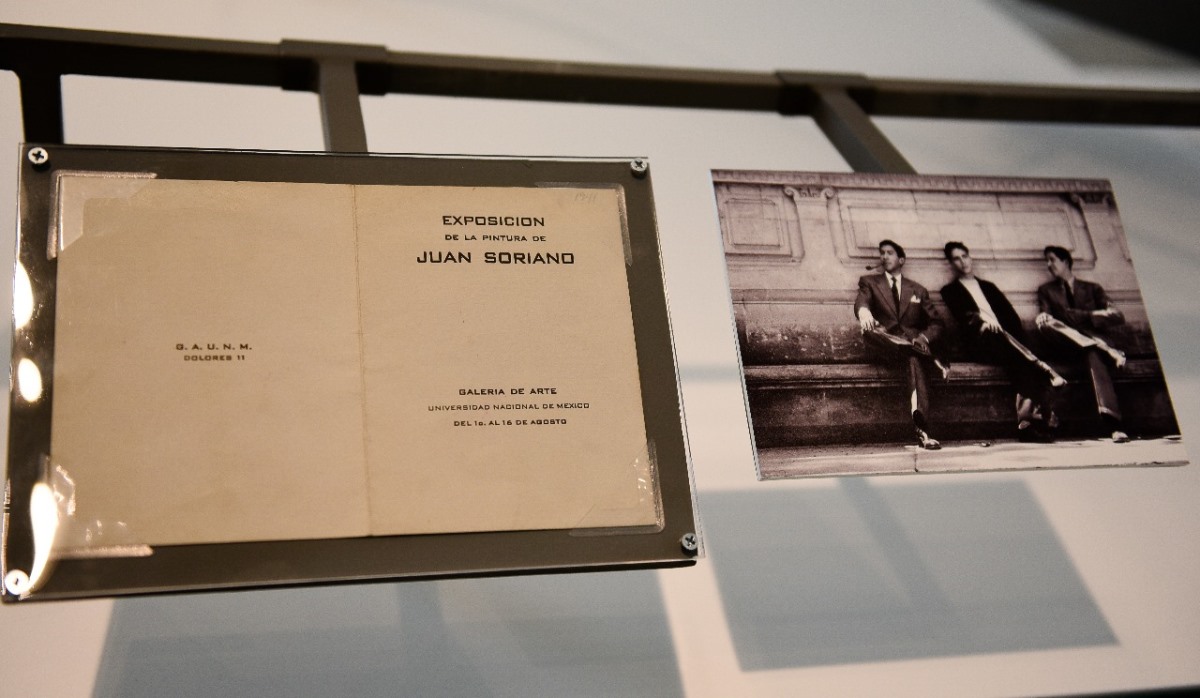 G. A. U. N. M.
DOLORES 11
EXPOSICION
DE LA PINTURA DE
JUAN SORIANO
GALERIA DE ARTE
UNIVERSIDAD NACIONAL DE MEXICO
DEL 1o. AL 16 DE AGOSTO